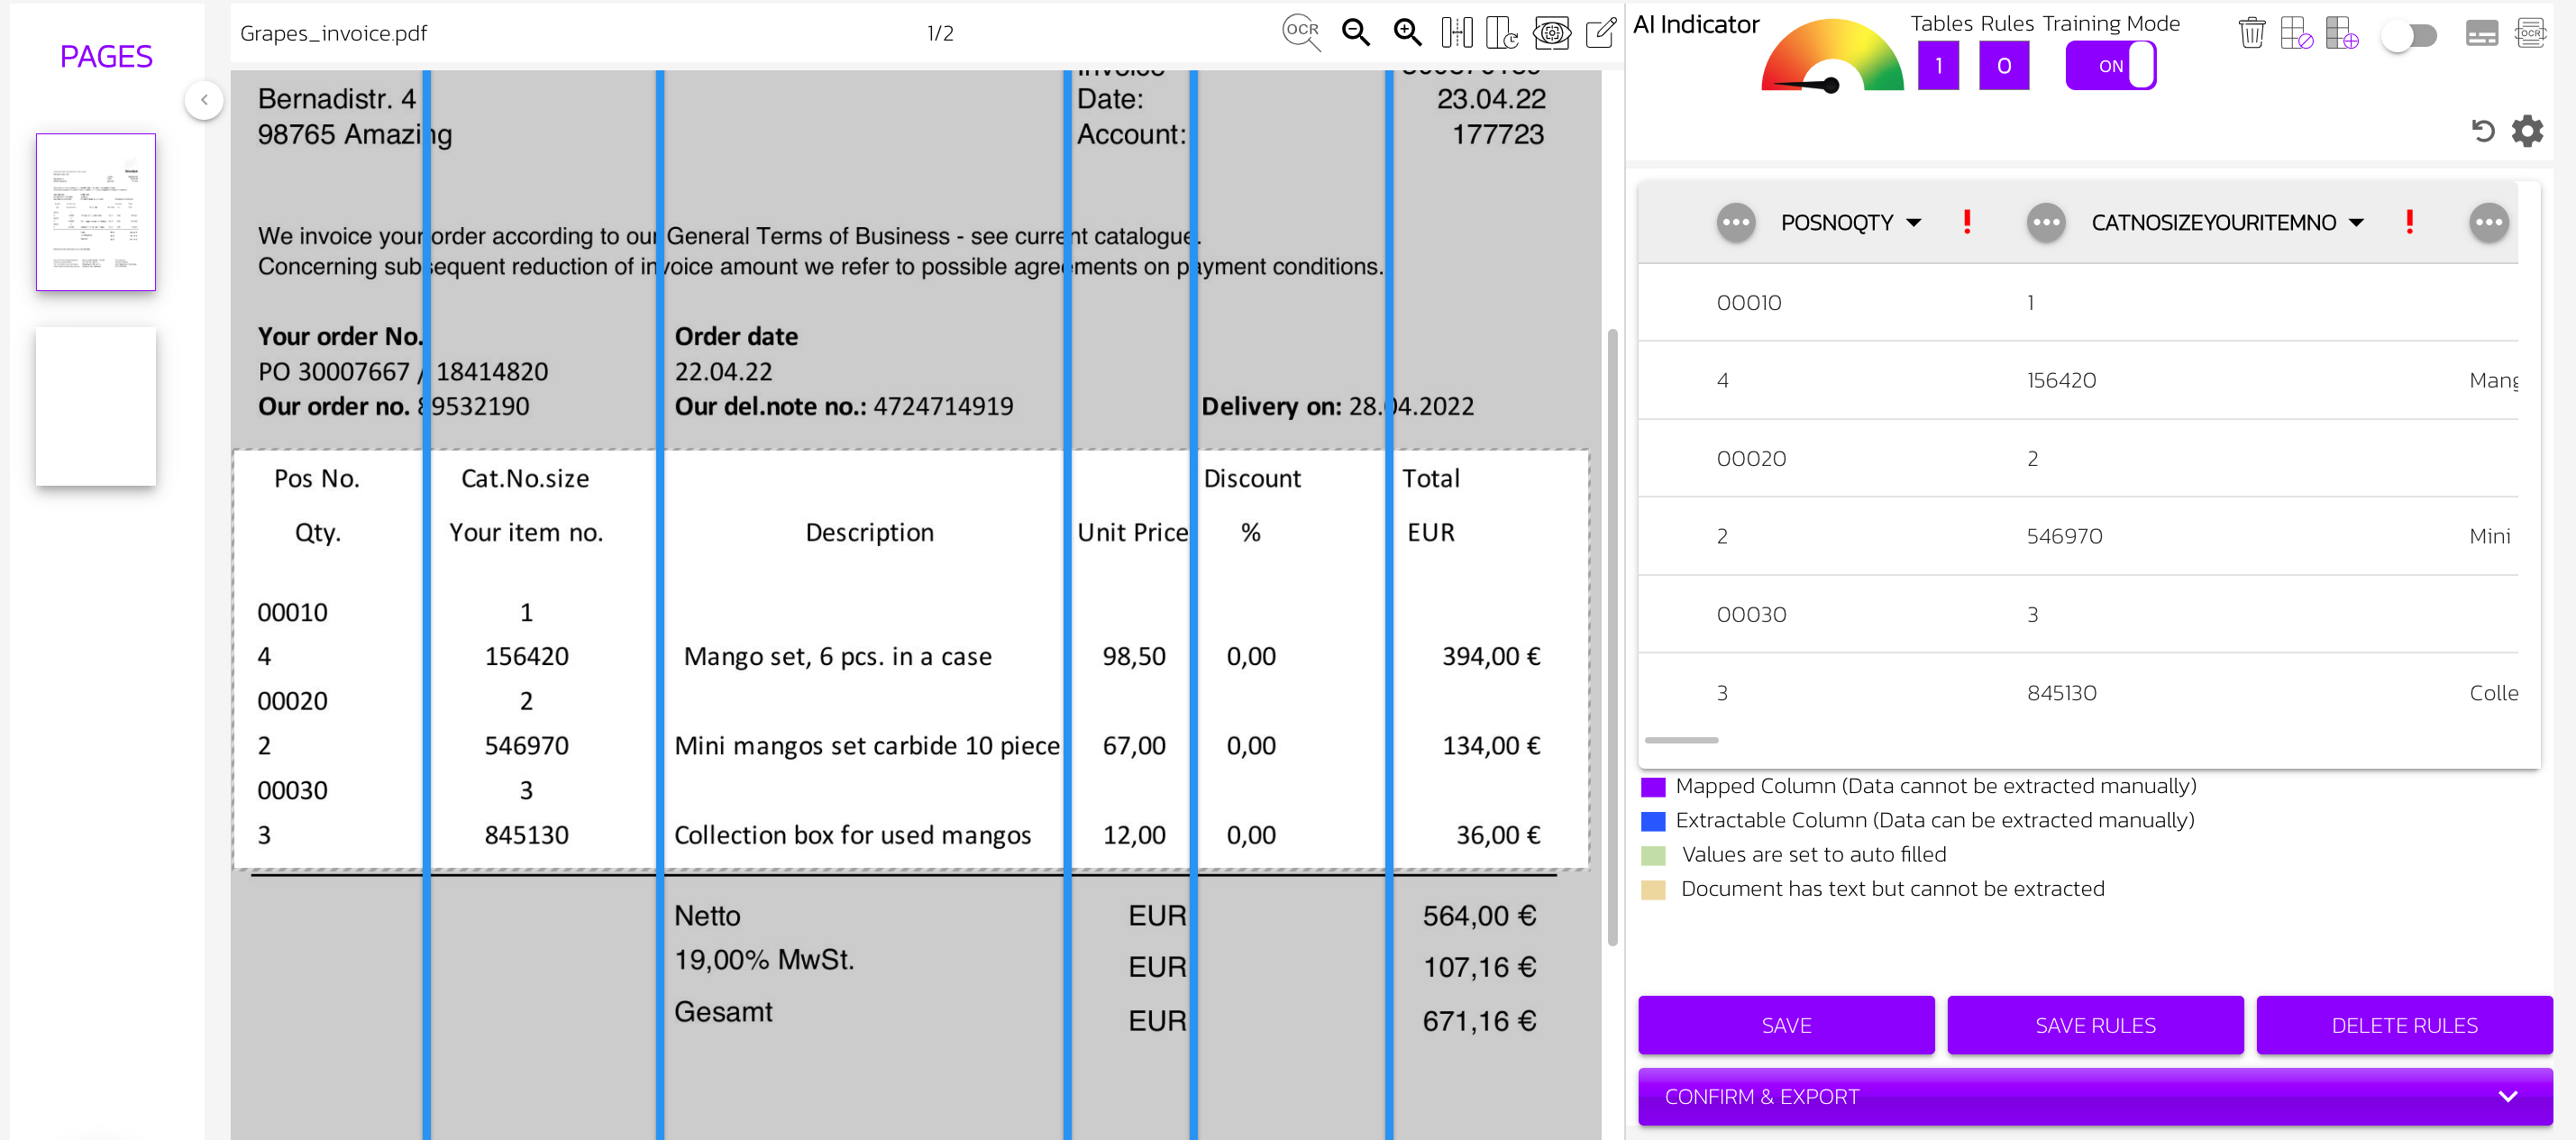 PAGES
Grapes_invoice.pdf
1/2
OCR
Bernadistr. 4
98765 Amazing
Invoice
Date: 23.04.22
Account: 177723
We invoice your order according to our General Terms of Business - see current catalogue.
Concerning subsequent reduction of invoice amount we refer to possible agreements on payment conditions.
Your order No. Order date
PO 30007667 / 18414820 22.04.22
Our order no. 89532190 Our del.note no.: 4724714919 Delivery on: 28.04.2022
Pos No. Cat.No.size Discount Total
Qty. Your item no. Description Unit Price % EUR
00010 1
4 156420 Mango set, 6 pcs. in a case 98,50 0,00 394,00 €
00020 2
2 546970 Mini mangos set carbide 10 piece 67,00 0,00 134,00 €
00030 3
3 845130 Collection box for used mangos 12,00 0,00 36,00 €
Netto EUR 564,00 €
19,00% MwSt. EUR 107,16 €
Gesamt EUR 671,16 €
AI Indicator
Tables Rules Training Mode
1 0 ON
OCR
POSNOQTY ! CATNOSIZEYOURITEMNO !
00010 1
4 156420 Mang
00020 2
2 546970 Mini
00030 3
3 845130 Colle
Mapped Column (Data cannot be extracted manually)
Extractable Column (Data can be extracted manually)
Values are set to auto filled
Document has text but cannot be extracted
SAVE
SAVE RULES
DELETE RULES
CONFIRM & EXPORT